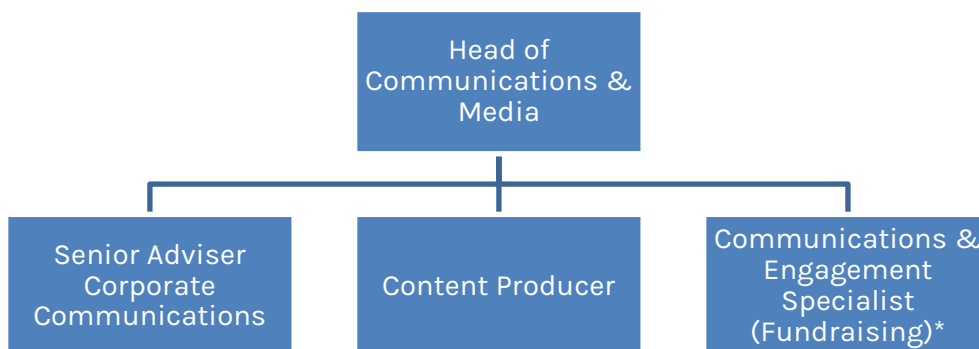 Head of
Communications &
Media
Senior Adviser
Corporate
Communications
Content Producer
Communications &
Engagement
Specialist
(Fundraising)*